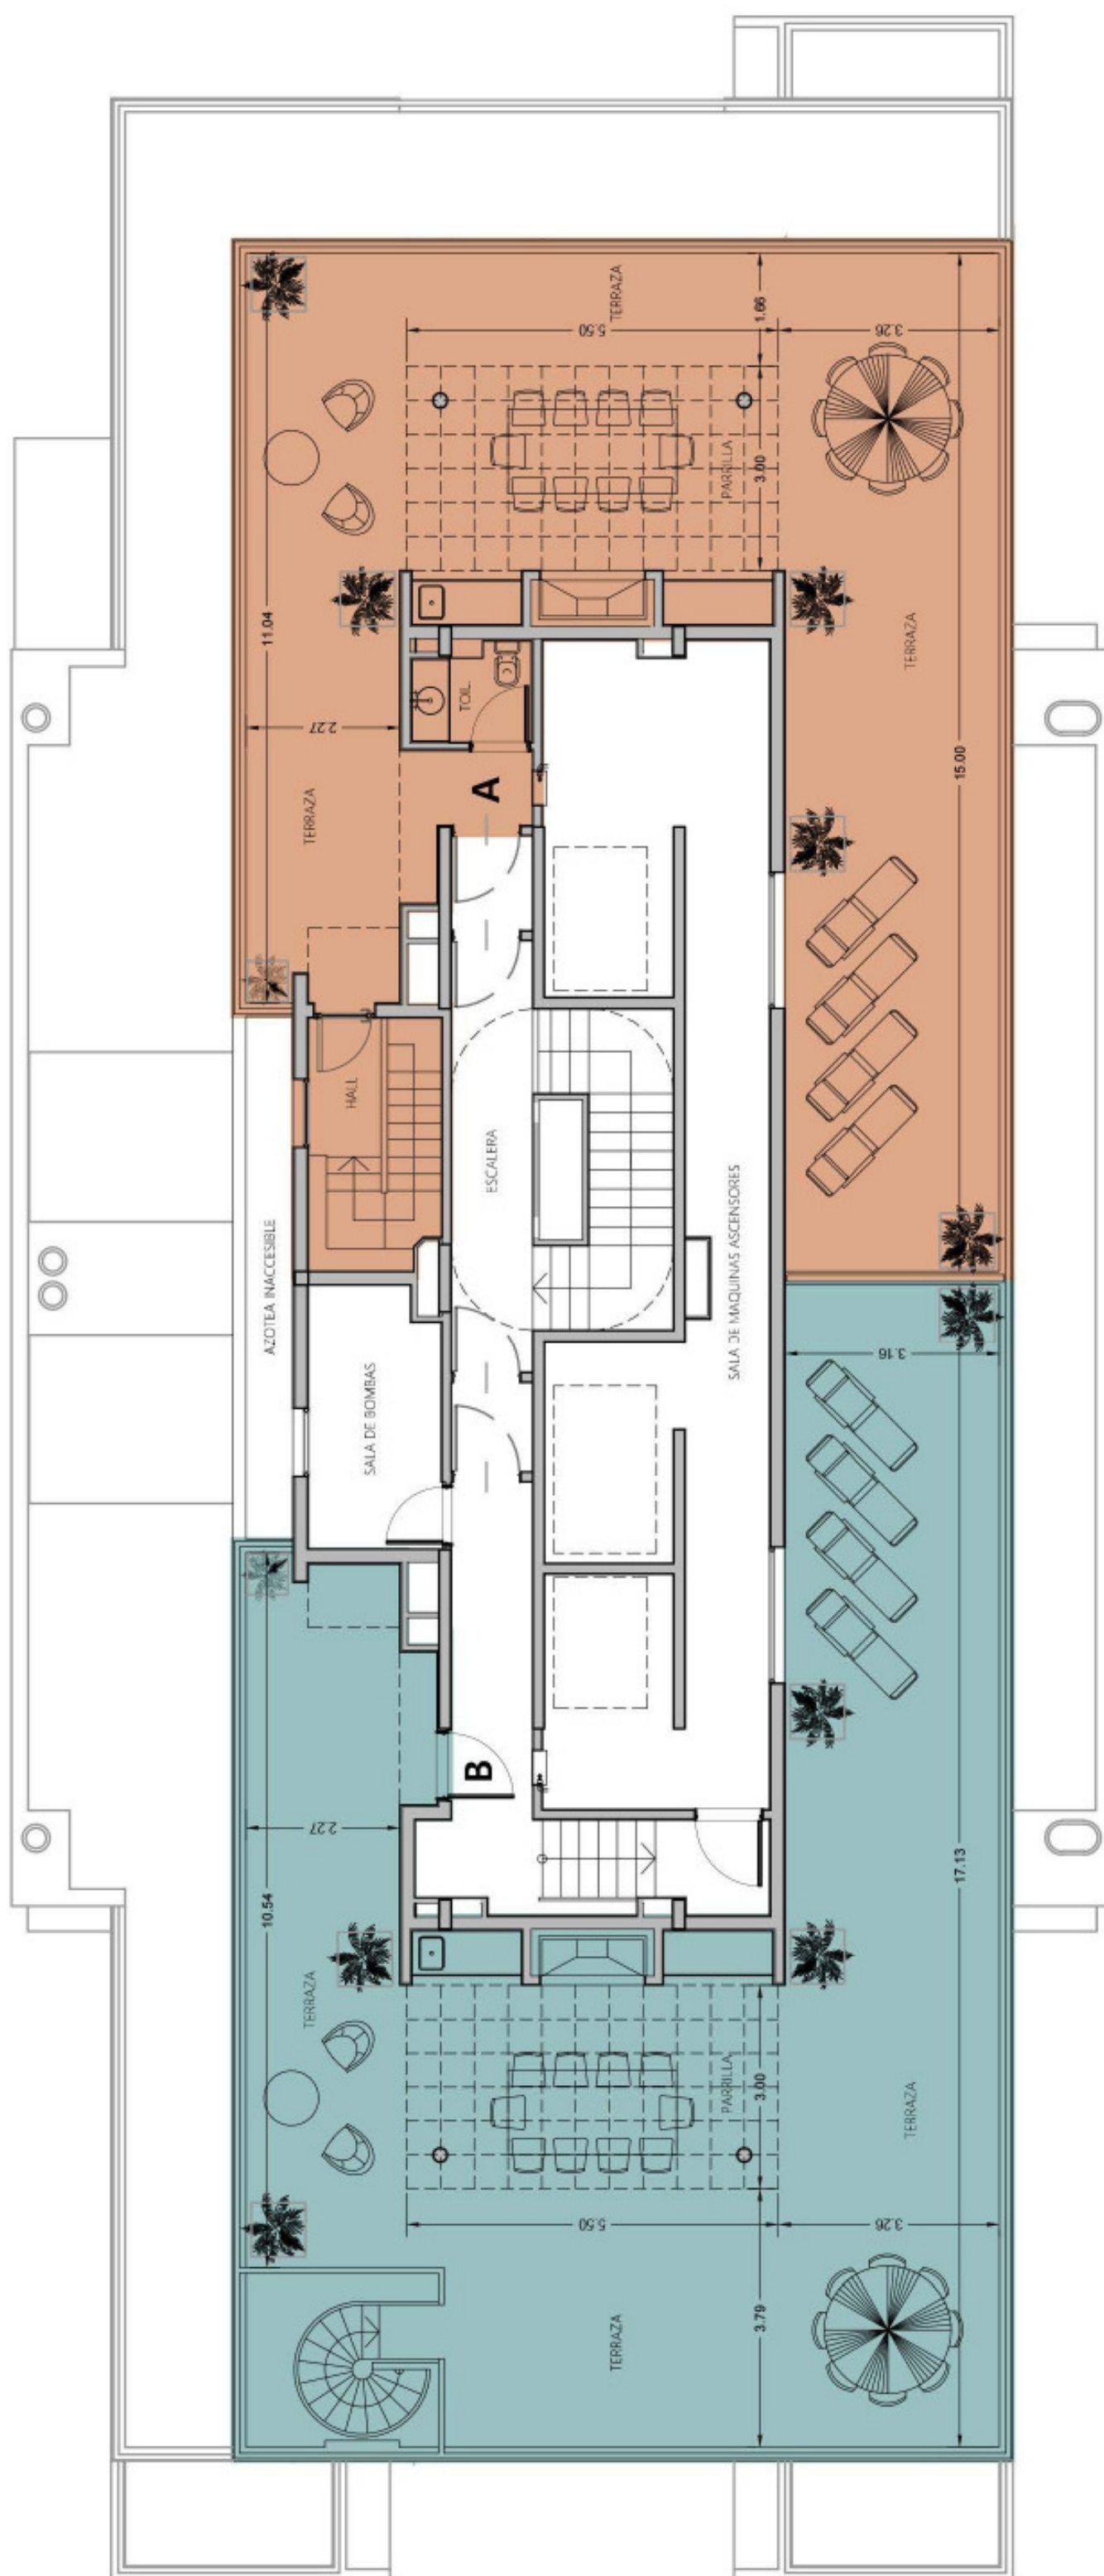 TERRAZA
1.66
5.50
3.26
PARRILLA
3.00
11.04
TERRAZA
2.27
TOIL.
15.00
A
TERRAZA
HALL
ESCALERA
SALA DE MAQUINAS ASCENSORES
AZOTEA INACCESIBLE
3.16
SALA DE BOMBAS
B
2.27
17.13
10.54
TERRAZA
PARRILLA
3.00
TERRAZA
5.50
3.26
3.79
TERRAZA